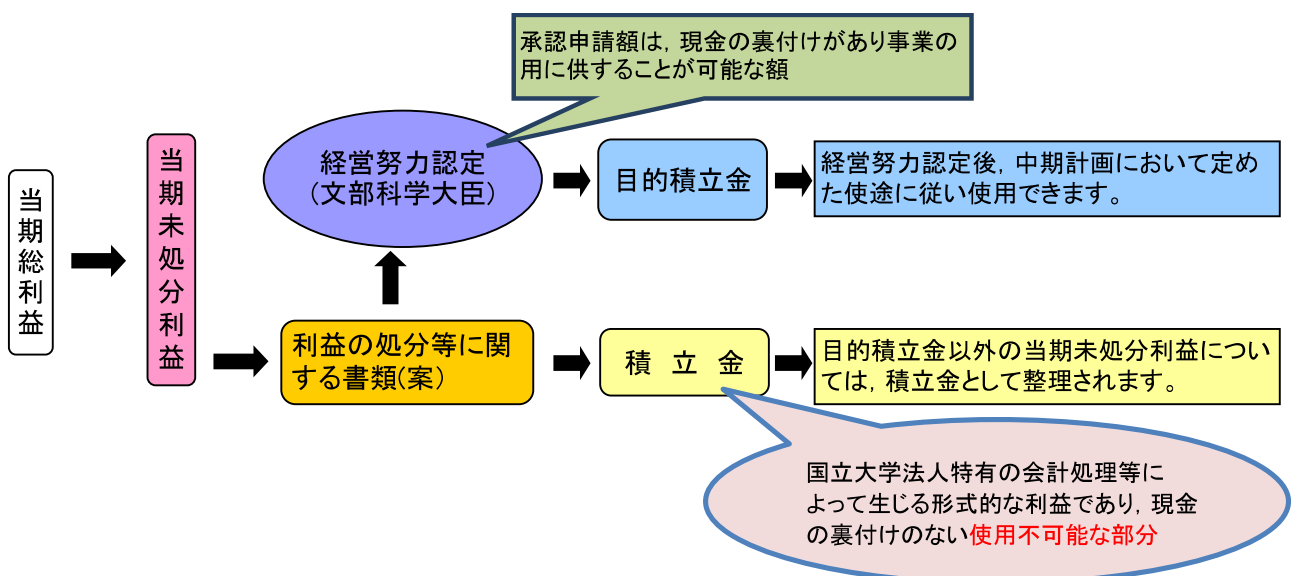 承認申請額は，現金の裏付けがあり事業の
用に供することが可能な額
当期総利益
当期未処分利益
経営努力認定
（文部科学大臣）
目的積立金
経営努力認定後，中期計画において定め
た使途に従い使用できます。
利益の処分等に関
する書類(案）
積　立　金
目的積立金以外の当期未処分利益につい
ては，積立金として整理されます。
国立大学法人特有の会計処理等に
よって生じる形式的な利益であり，現金
の裏付けのない使用不可能な部分